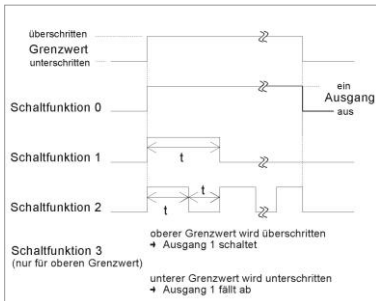 überschritten
Grenzwert
unterschritten
ein
Ausgang
aus
Schaltfunktion 0
Schaltfunktion 1
t
Schaltfunktion 2
t
t
Schaltfunktion 3
(nur für oberen Grenzwert)
oberer Grenzwert wird überschritten
→ Ausgang 1 schaltet
unterer Grenzwert wird unterschritten
→ Ausgang 1 fällt ab